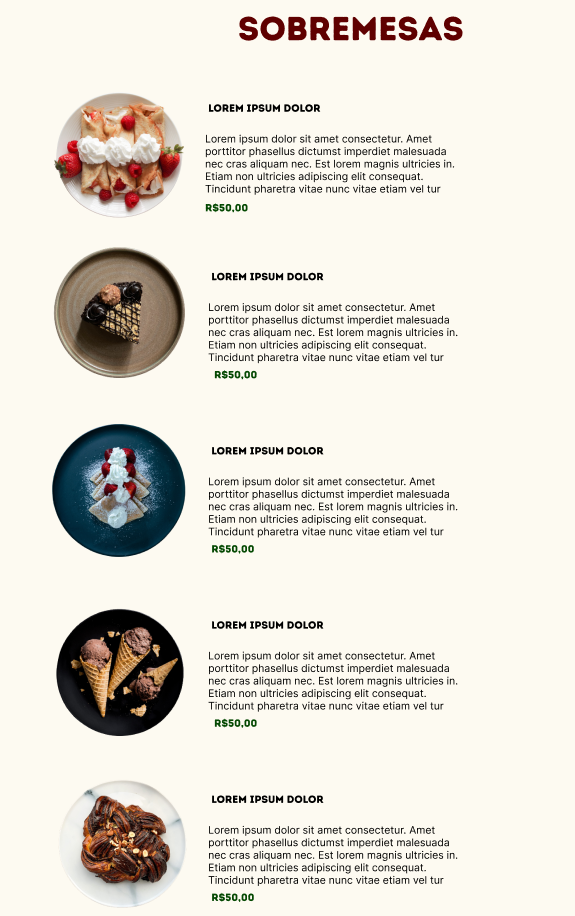 SOBREMESAS
LOREM IPSUM DOLOR
Lorem ipsum dolor sit amet consectetur. Amet
porttitor phasellus dictumst imperdiet malesuada
nec cras aliquam nec. Est lorem magnis ultricies in.
Etiam non ultricies adipiscing elit consequat.
Tincidunt pharetra vitae nunc vitae etiam vel tur
R$50,00
LOREM IPSUM DOLOR
Lorem ipsum dolor sit amet consectetur. Amet
porttitor phasellus dictumst imperdiet malesuada
nec cras aliquam nec. Est lorem magnis ultricies in.
Etiam non ultricies adipiscing elit consequat.
Tincidunt pharetra vitae nunc vitae etiam vel tur
R$50,00
LOREM IPSUM DOLOR
Lorem ipsum dolor sit amet consectetur. Amet
porttitor phasellus dictumst imperdiet malesuada
nec cras aliquam nec. Est lorem magnis ultricies in.
Etiam non ultricies adipiscing elit consequat.
Tincidunt pharetra vitae nunc vitae etiam vel tur
R$50,00
LOREM IPSUM DOLOR
Lorem ipsum dolor sit amet consectetur. Amet
porttitor phasellus dictumst imperdiet malesuada
nec cras aliquam nec. Est lorem magnis ultricies in.
Etiam non ultricies adipiscing elit consequat.
Tincidunt pharetra vitae nunc vitae etiam vel tur
R$50,00
LOREM IPSUM DOLOR
Lorem ipsum dolor sit amet consectetur. Amet
porttitor phasellus dictumst imperdiet malesuada
nec cras aliquam nec. Est lorem magnis ultricies in.
Etiam non ultricies adipiscing elit consequat.
Tincidunt pharetra vitae nunc vitae etiam vel tur
R$50,00